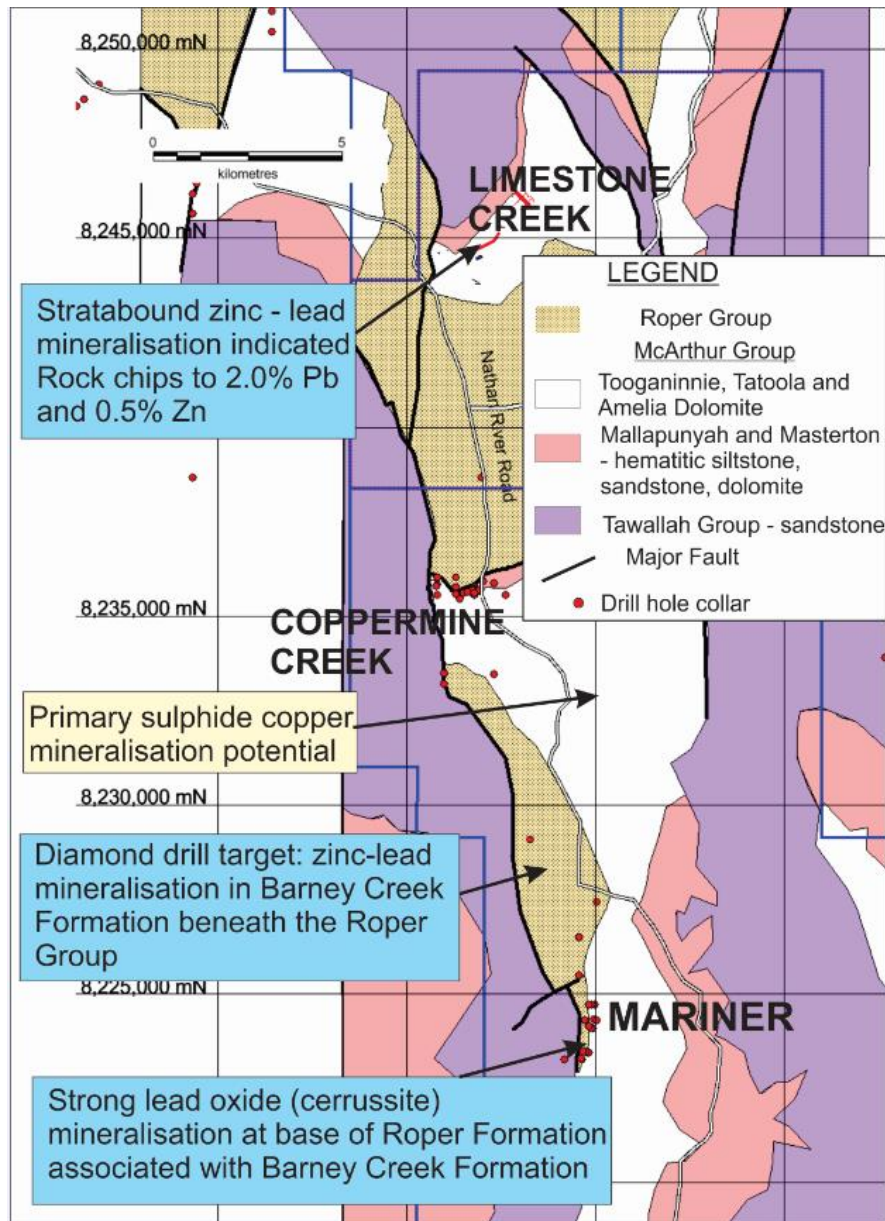 8,250,000 mN
0 5
kilometres
LIMESTONE
CREEK
8,245,000 mN
LEGEND
Roper Group
McArthur Group
Tooganinnie, Tatoola and
Amelia Dolomite
Mallapunyah and Masterton
- hematitic siltstone,
sandstone, dolomite
Tawallah Group - sandstone
Major Fault
Drill hole collar
Stratabound zinc - lead
mineralisation indicated
Rock chips to 2.0% Pb
and 0.5% Zn
Nathan River Road
8,235,000 mN
COPPERMINE
CREEK
Primary sulphide copper
mineralisation potential
8,230,000 mN
Diamond drill target: zinc-lead
mineralisation in Barney Creek
Formation beneath the Roper
Group
8,225,000 mN
MARINER
Strong lead oxide (cerrussite)
mineralisation at base of Roper Formation
associated with Barney Creek Formation